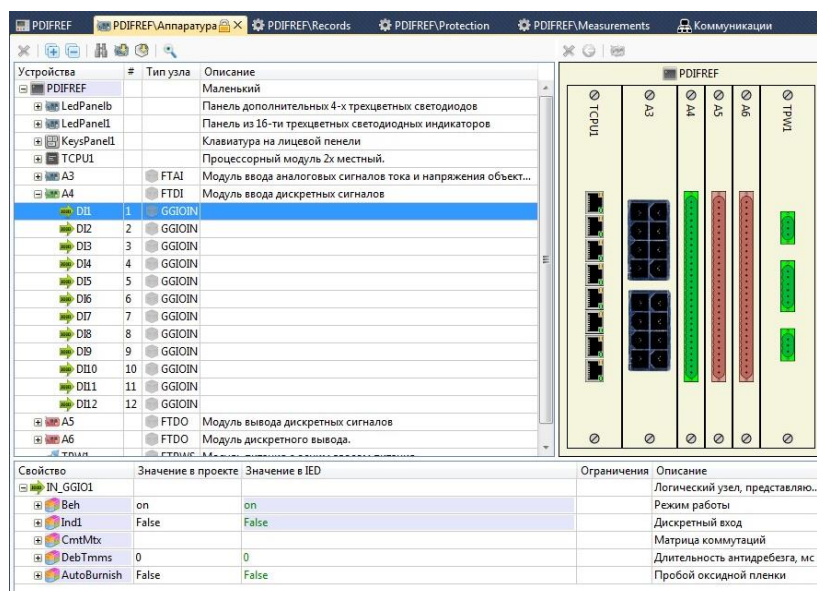 PDIFREF PDIFREF\Аппаратура PDIFREF\Records PDIFREF\Protection PDIFREF\Measurements Коммуникации
Устройства # Тип узла Описание
PDIFREF Маленький
LedPanelb Панель дополнительных 4-х трехцветных светодиодов
LedPanel1 Панель из 16-ти трехцветных светодиодных индикаторов
KeysPanel1 Клавиатура на лицевой пенели
TCPU1 Процессорный модуль 2х местный.
A3 FTAI Модуль ввода аналоговых сигналов тока и напряжения объект...
A4 FTDI Модуль ввода дискретных сигналов
DI1 1 GGIOIN
DI2 2 GGIOIN
DI3 3 GGIOIN
DI4 4 GGIOIN
DI5 5 GGIOIN
DI6 6 GGIOIN
DI7 7 GGIOIN
DI8 8 GGIOIN
DI9 9 GGIOIN
DI10 10 GGIOIN
DI11 11 GGIOIN
DI12 12 GGIOIN
A5 FTDO Модуль вывода дискретных сигналов
A6 FTDO Модуль дискретного вывода.
PDIFREF
TCPU1 A3 A4 A5 A6 TPW1
Свойство Значение в проекте Значение в IED Ограничения Описание
IN_GGIO1 Логический узел, представляю...
Beh on on Режим работы
Ind1 False False Дискретный вход
CmtMtx Матрица коммутаций
DebTmms 0 0 Длительность антидребезга, мс
AutoBurnish False False Пробой оксидной пленки